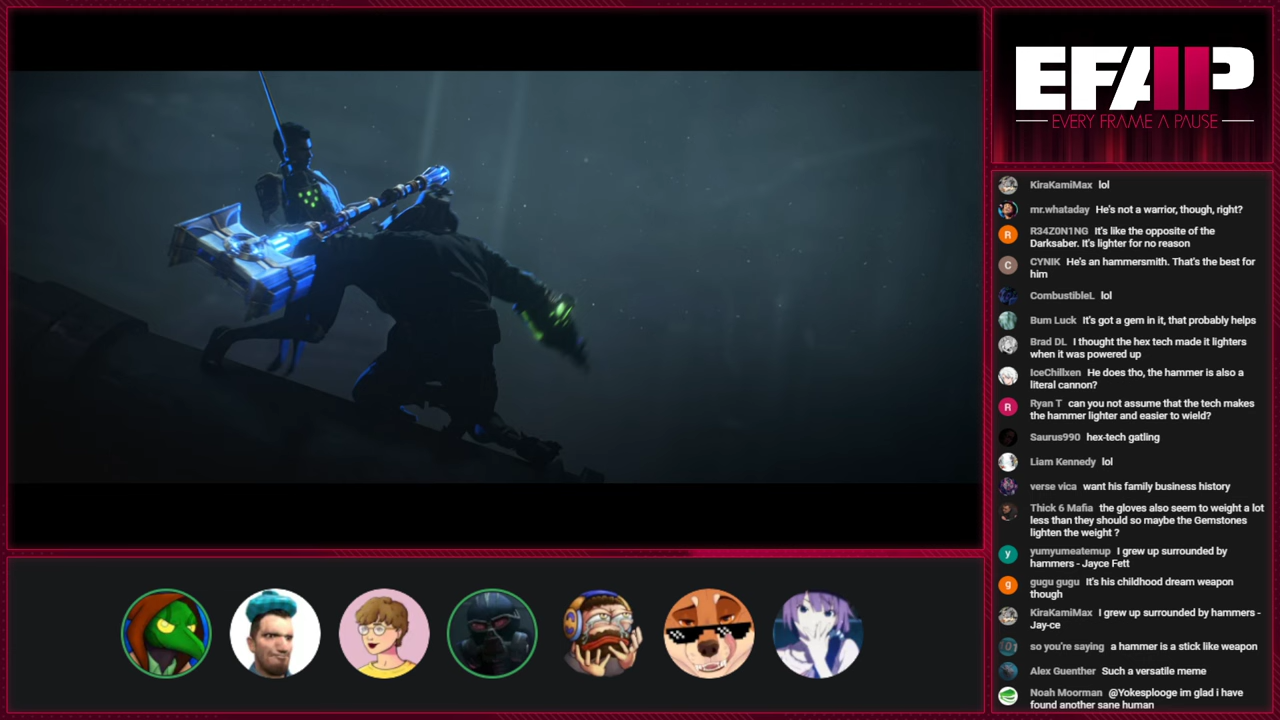 EFAP
EVERY FRAME A PAUSE
KiraKamiMax lol
mr.whataday He's not a warrior, though, right?
R34Z0N1NG It's like the opposite of the
Darksaber. It's lighter for no reason
CYNIK He's an hammersmith. That's the best for
him
CombustibleL lol
Bum Luck It's got a gem in it, that probably helps
Brad DL I thought the hex tech made it lighters
when it was powered up
IceChillxen He does tho, the hammer is also a
literal cannon?
R
Ryan T can you not assume that the tech makes
the hammer lighter and easier to wield?
Saurus990 hex-tech gatling
Liam Kennedy lol
verse vica want his family business history
Thick 6 Mafia the gloves also seem to weight a lot
less than they should so maybe the Gemstones
lighten the weight ?
y
yumyumeatemup I grew up surrounded by
hammers - Jayce Fett
g
gugu gugu It's his childhood dream weapon
though
KiraKamiMax I grew up surrounded by hammers -
Jay-ce
so you're saying a hammer is a stick like weapon
Alex Guenther Such a versatile meme
Noah Moorman @Yokesplooge im glad i have
found another sane human